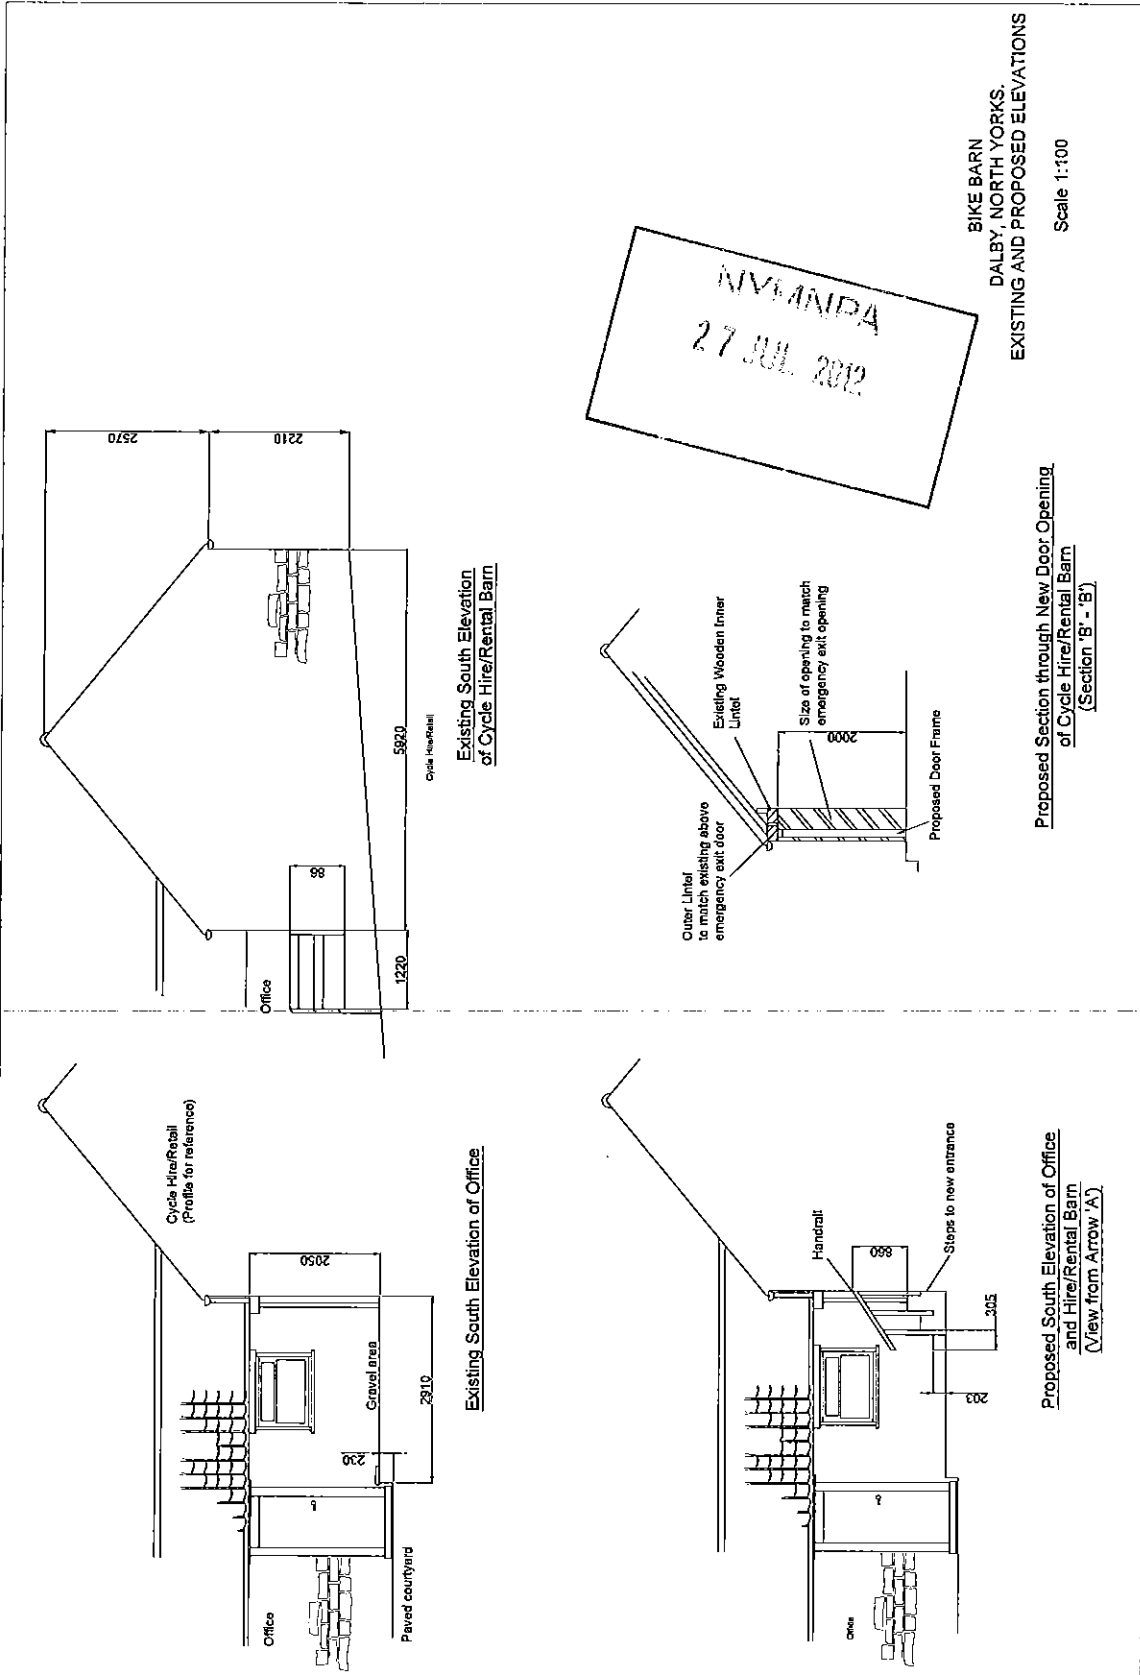 Cycle Hire/Retail
(Profile for reference)
2050
Gravel area
2910
230
Office
Paved courtyard
Existing South Elevation of Office
2570
2210
86
Office
1220
5920
Cycle Hire/Retail
Existing South Elevation
of Cycle Hire/Rental Barn
Handrail
860
Steps to new entrance
305
203
Office
Proposed South Elevation of Office
and Hire/Rental Barn
(View from Arrow 'A')
Outer Lintel
to match existing above
emergency exit door
Existing Wooden Inner
Lintel
Size of opening to match
emergency exit opening
2000
Proposed Door Frame
Proposed Section through New Door Opening
of Cycle Hire/Rental Barn
(Section 'B' - 'B')
NYMNPA
27 JUL 2012
BIKE BARN
DALBY, NORTH YORKS.
EXISTING AND PROPOSED ELEVATIONS
Scale 1:100